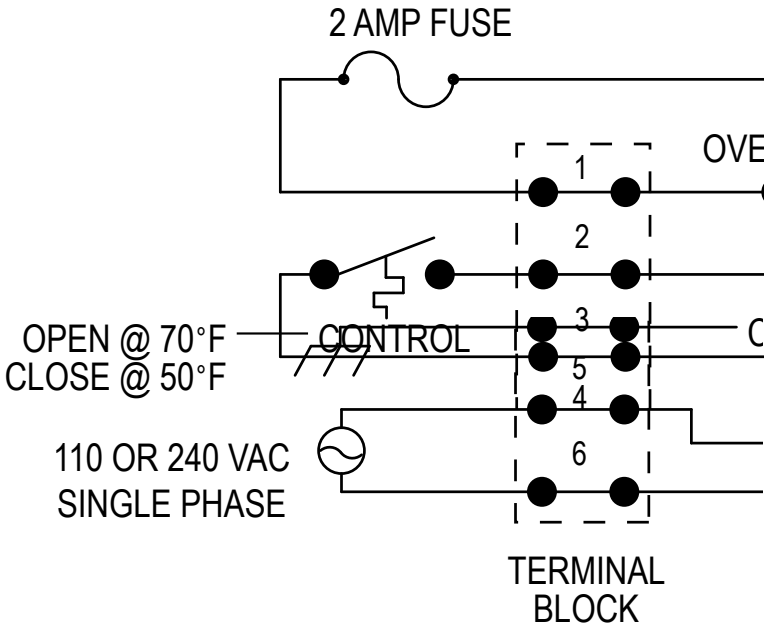 2 AMP FUSE
OVE
1
2
3
CONTROL
C
OPEN @ 70°F
CLOSE @ 50°F
5
4
6
110 OR 240 VAC
SINGLE PHASE
TERMINAL
BLOCK